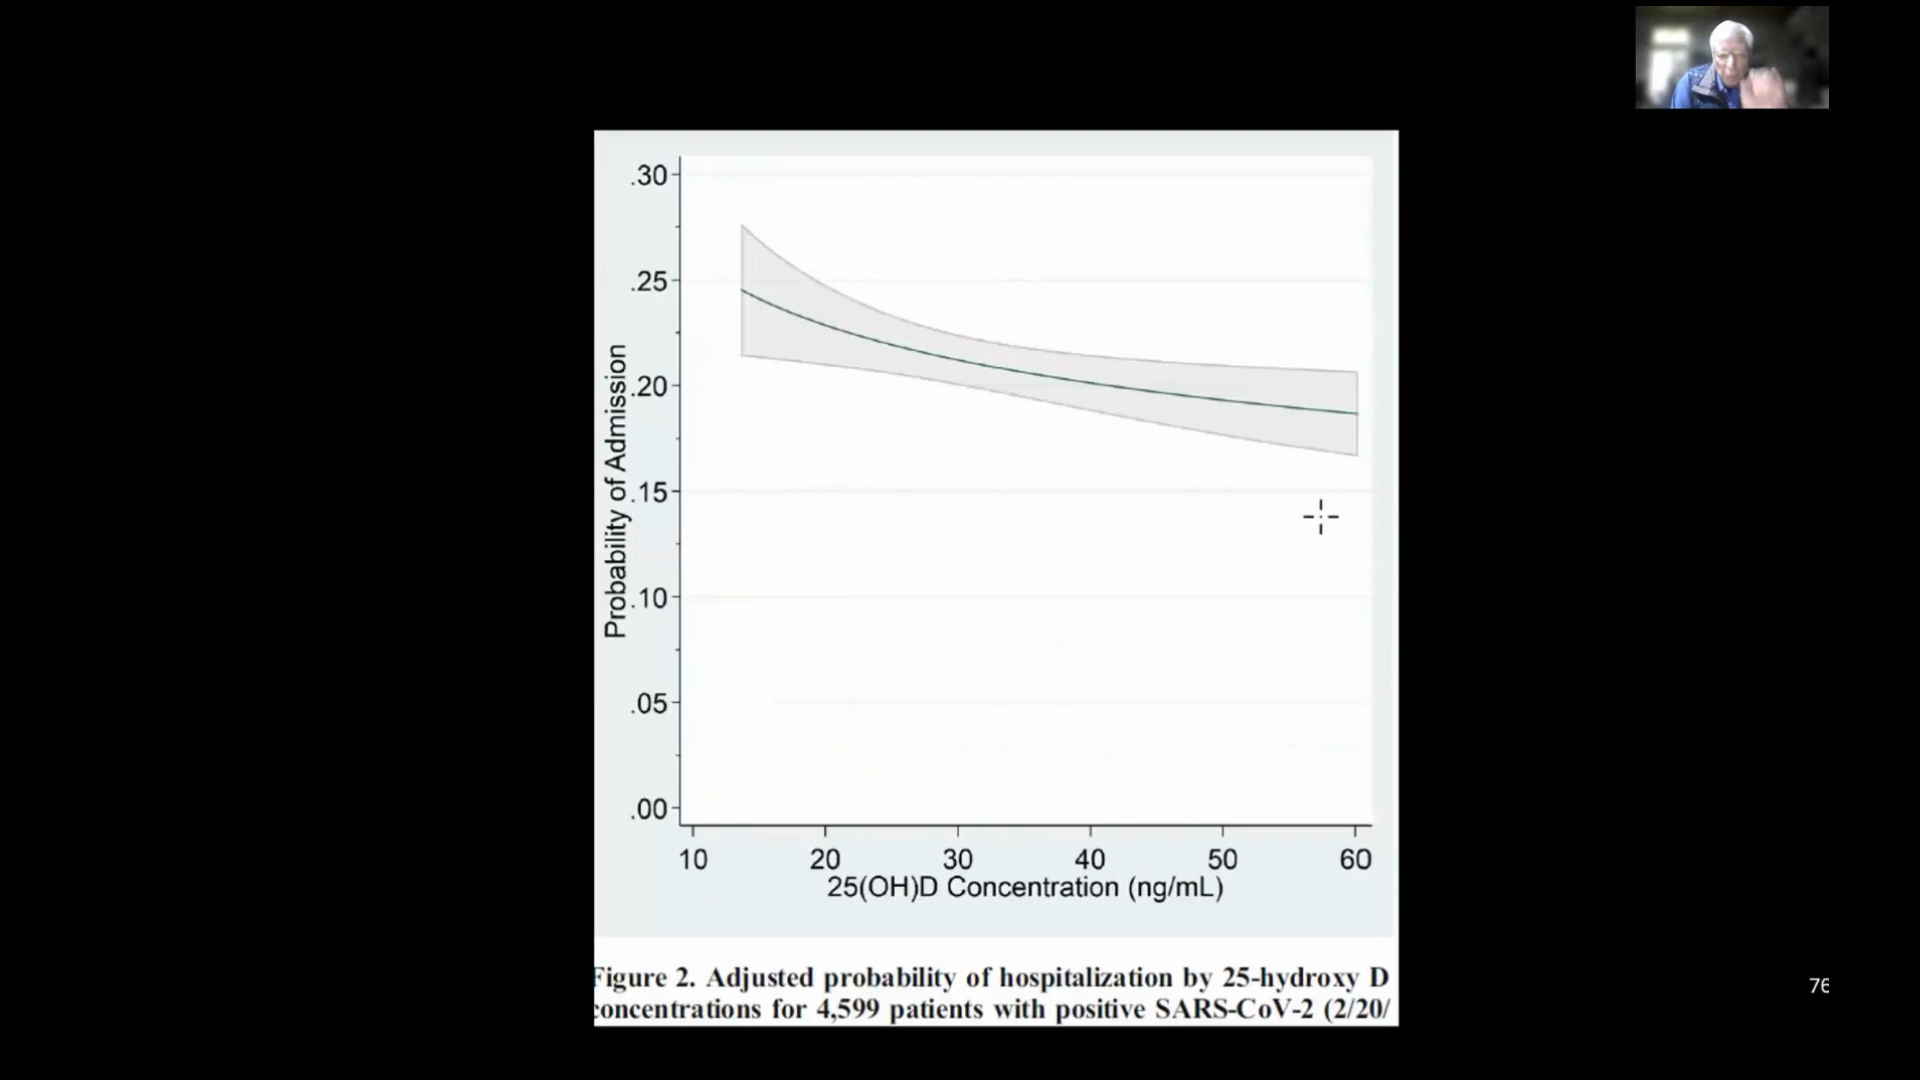 .30
.25
.20
.15
.10
.05
.00
Probability of Admission
10 20 30 40 50 60
25(OH)D Concentration (ng/mL)
Figure 2. Adjusted probability of hospitalization by 25-hydroxy D
concentrations for 4,599 patients with positive SARS-CoV-2 (2/20/
76